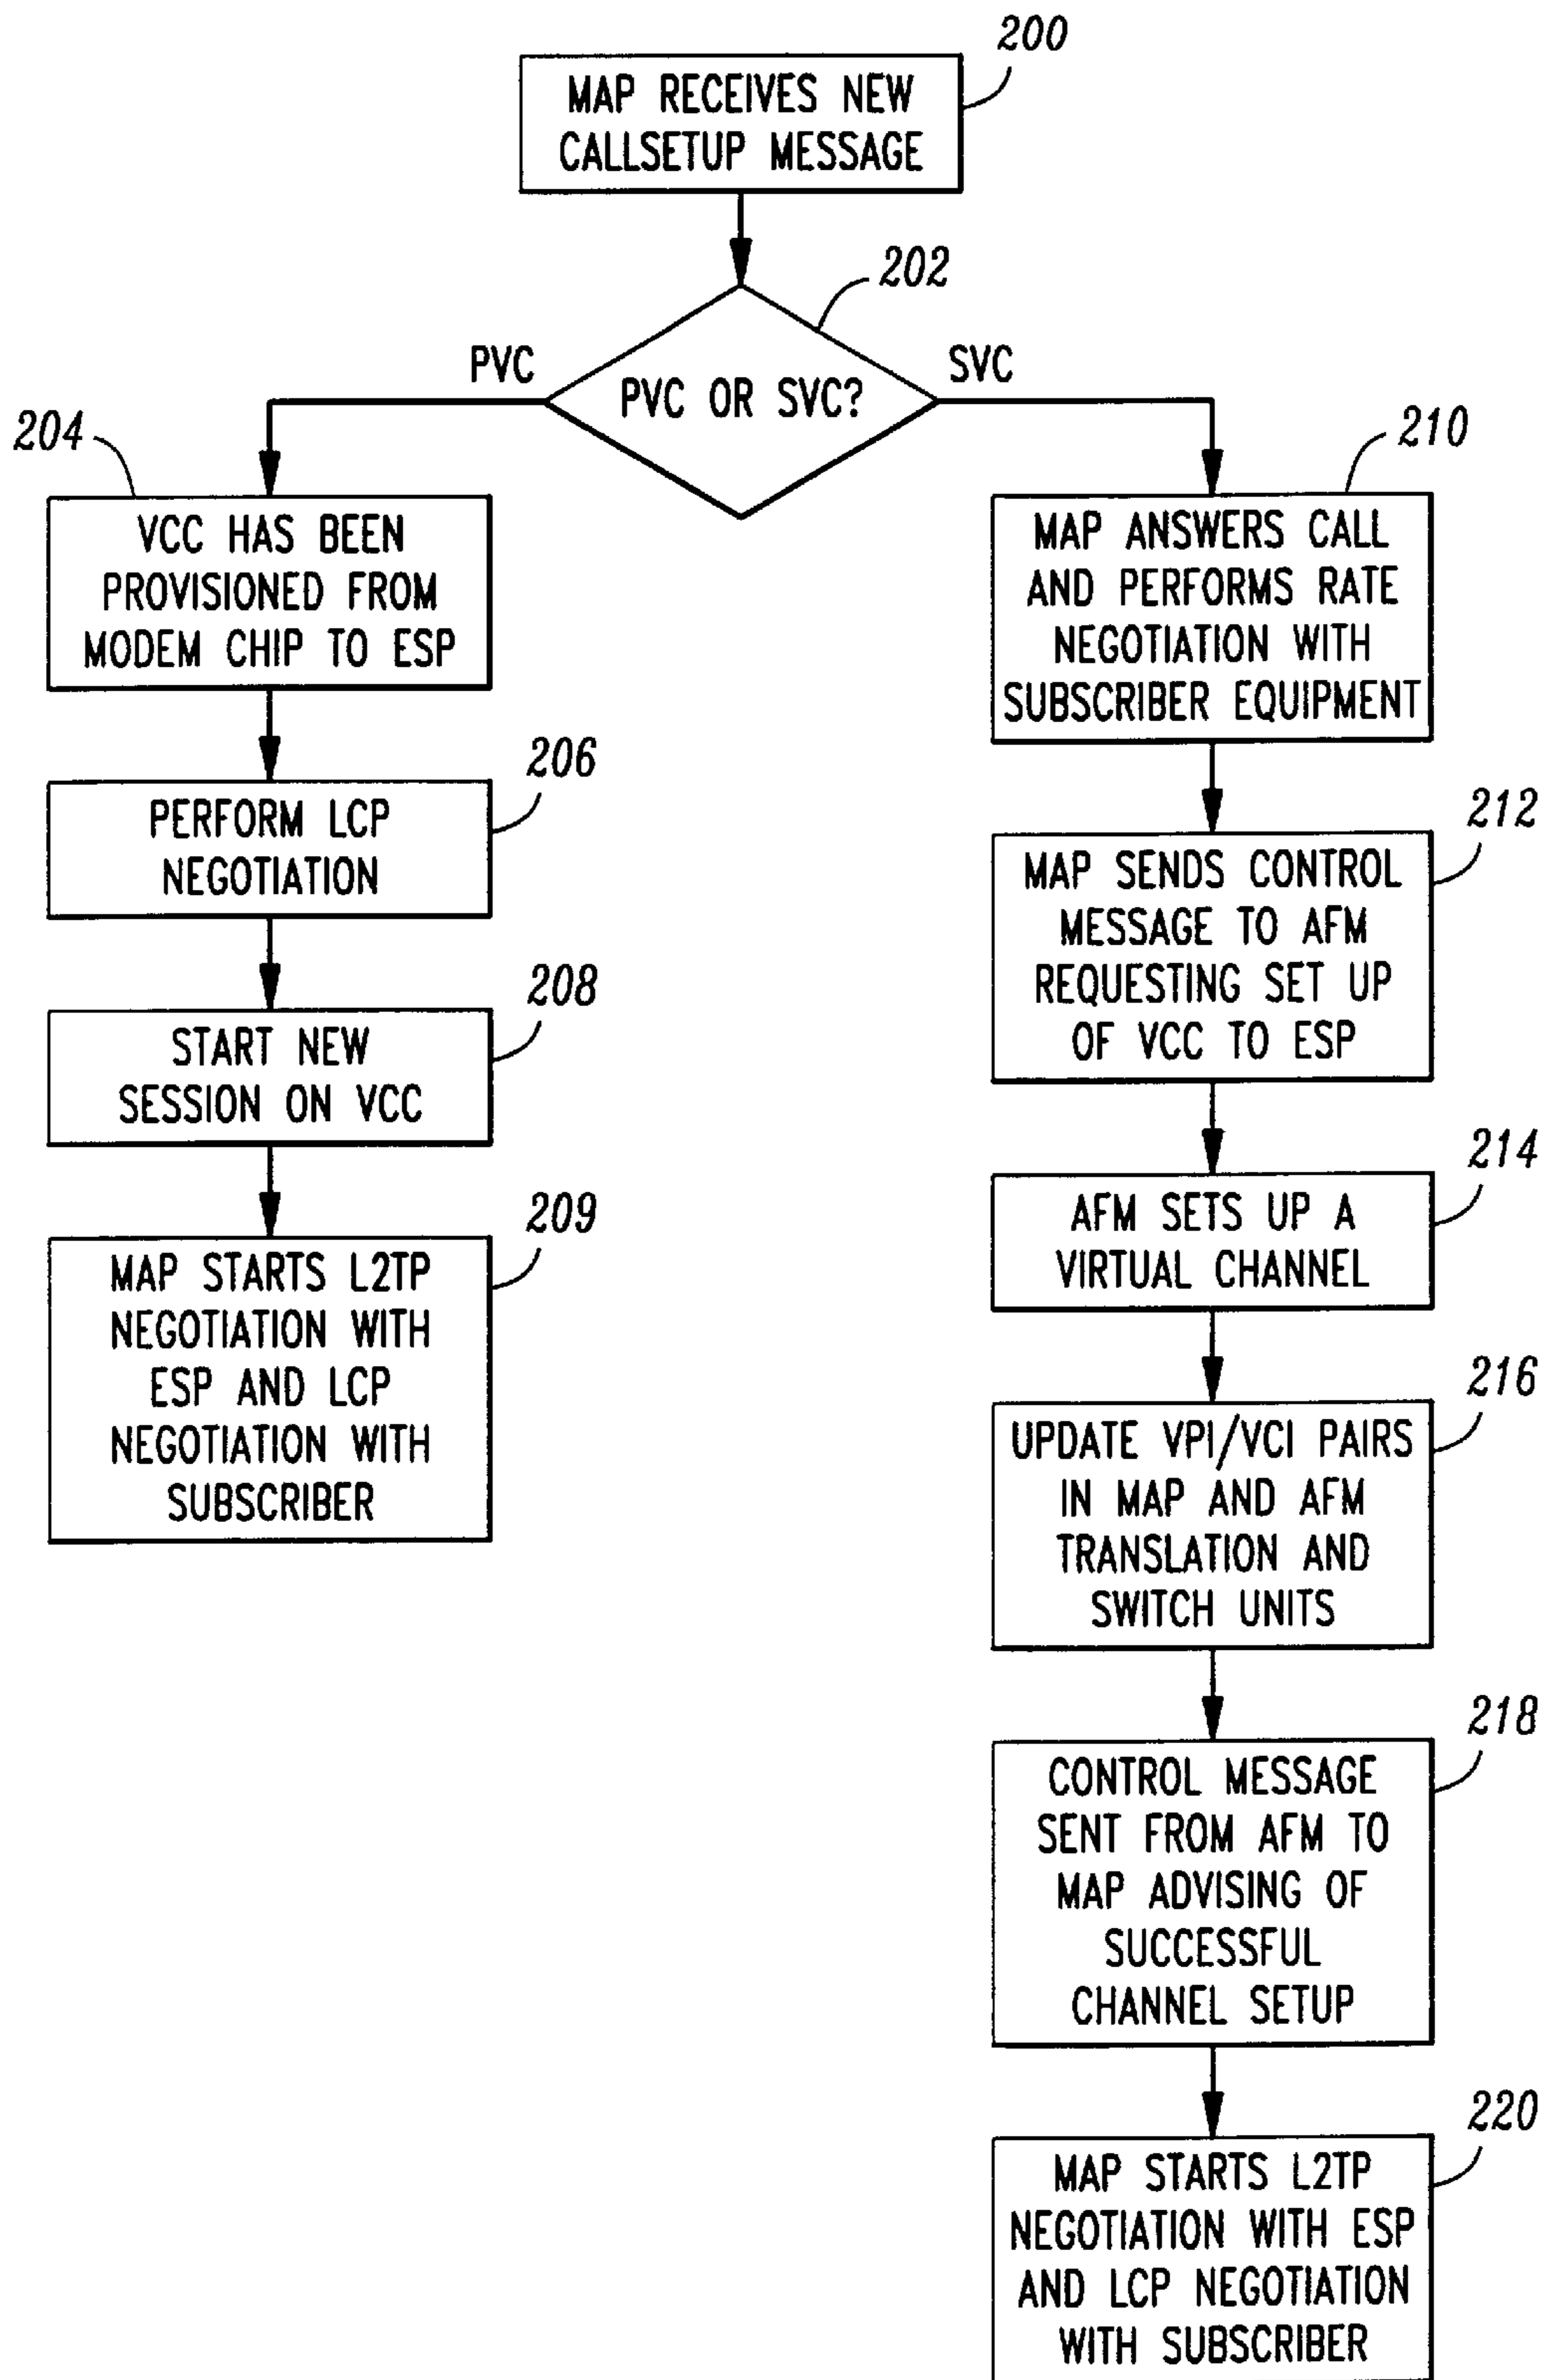 200
MAP RECEIVES NEW
CALLSETUP MESSAGE
202
PVC
PVC OR SVC?
SVC
204
VCC HAS BEEN
PROVISIONED FROM
MODEM CHIP TO ESP
206
PERFORM LCP
NEGOTIATION
208
START NEW
SESSION ON VCC
209
MAP STARTS L2TP
NEGOTIATION WITH
ESP AND LCP
NEGOTIATION WITH
SUBSCRIBER
210
MAP ANSWERS CALL
AND PERFORMS RATE
NEGOTIATION WITH
SUBSCRIBER EQUIPMENT
212
MAP SENDS CONTROL
MESSAGE TO AFM
REQUESTING SET UP
OF VCC TO ESP
214
AFM SETS UP A
VIRTUAL CHANNEL
216
UPDATE VPI/VCI PAIRS
IN MAP AND AFM
TRANSLATION AND
SWITCH UNITS
218
CONTROL MESSAGE
SENT FROM AFM TO
MAP ADVISING OF
SUCCESSFUL
CHANNEL SETUP
220
MAP STARTS L2TP
NEGOTIATION WITH ESP
AND LCP NEGOTIATION
WITH SUBSCRIBER